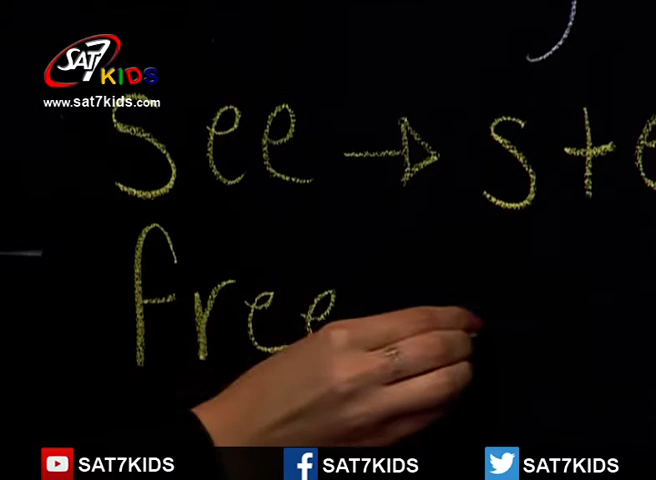 SAT7 KIDS
www.sat7kids.com
See → ste
free
SAT7KIDS SAT7KIDS SAT7KIDS